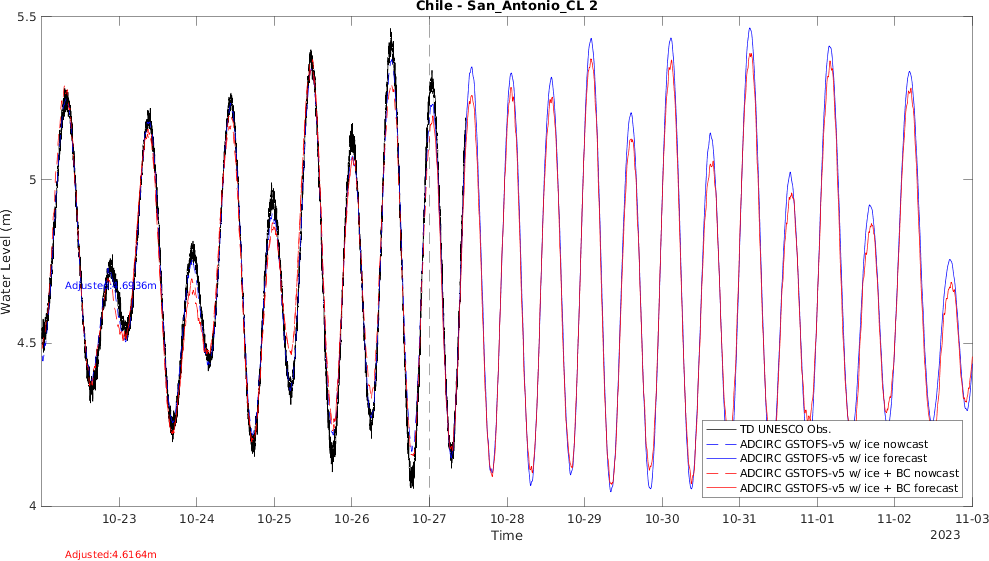 Chile - San_Antonio_CL 2
5.5
5
4.5
4
Water Level (m)
Adjusted:4.6936m
TD UNESCO Obs.
ADCIRC GSTOFS-v5 w/ ice nowcast
ADCIRC GSTOFS-v5 w/ ice forecast
ADCIRC GSTOFS-v5 w/ ice + BC nowcast
ADCIRC GSTOFS-v5 w/ ice + BC forecast
10-23 10-24 10-25 10-26 10-27 10-28 10-29 10-30 10-31 11-01 11-02 11-03
Time
2023
Adjusted:4.6164m